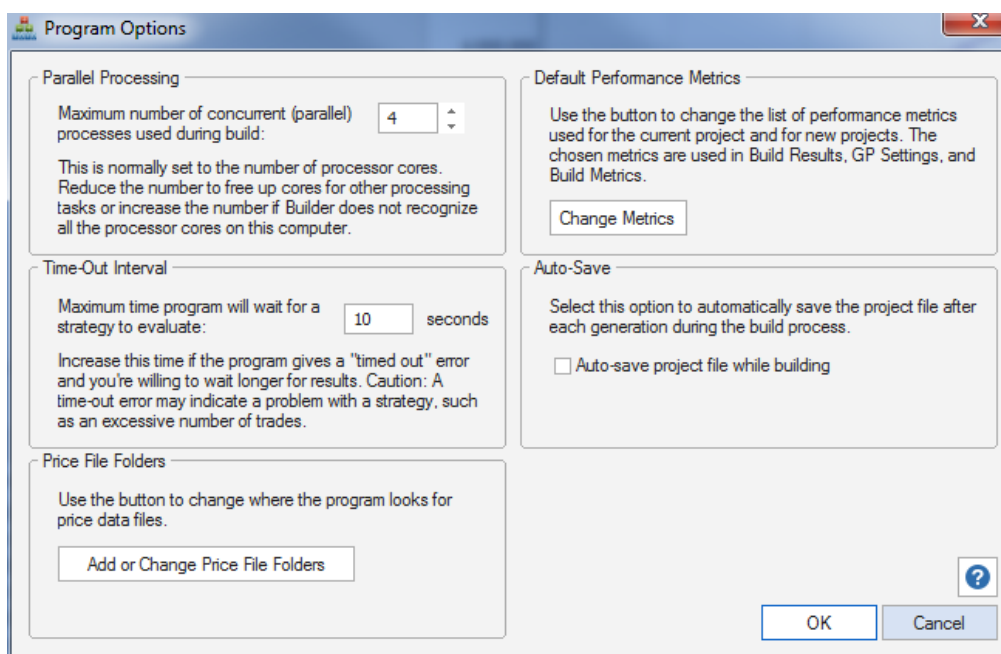 Program Options
Parallel Processing
Maximum number of concurrent (parallel)
processes used during build:
4
This is normally set to the number of processor cores.
Reduce the number to free up cores for other processing
tasks or increase the number if Builder does not recognize
all the processor cores on this computer.
Time-Out Interval
Maximum time program will wait for a
strategy to evaluate:
10 seconds
Increase this time if the program gives a "timed out" error
and you're willing to wait longer for results. Caution: A
time-out error may indicate a problem with a strategy, such
as an excessive number of trades.
Price File Folders
Use the button to change where the program looks for
price data files.
Add or Change Price File Folders
Default Performance Metrics
Use the button to change the list of performance metrics
used for the current project and for new projects. The
chosen metrics are used in Build Results, GP Settings, and
Build Metrics.
Change Metrics
Auto-Save
Select this option to automatically save the project file after
each generation during the build process.
Auto-save project file while building
?
OK Cancel